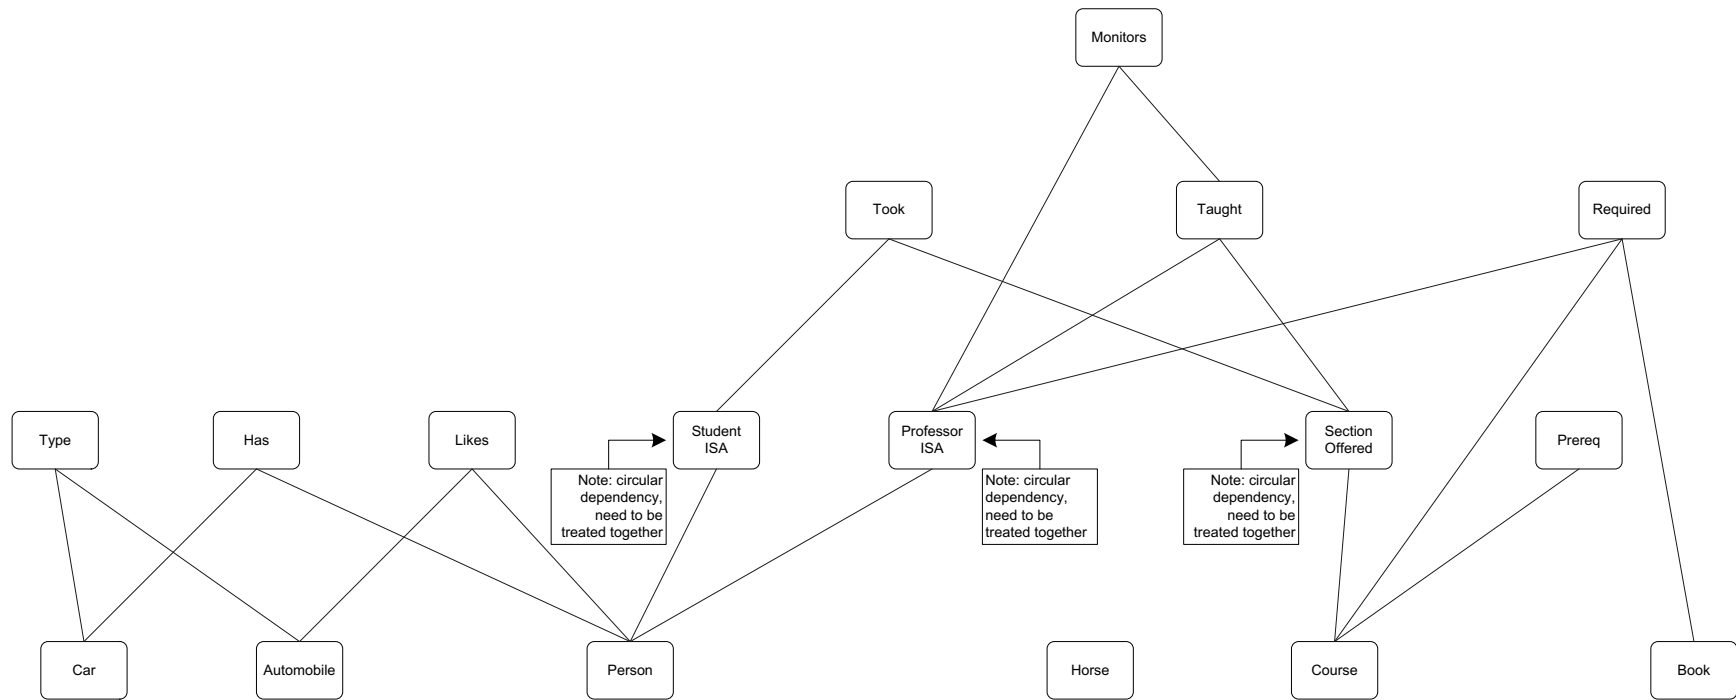 Monitors
Took
Taught
Required
Type
Has
Likes
Student
ISA
Professor
ISA
Section
Offered
Prereq
Note: circular
dependency,
need to be
treated together
Note: circular
dependency,
need to be
treated together
Note: circular
dependency,
need to be
treated together
Car
Automobile
Person
Horse
Course
Book